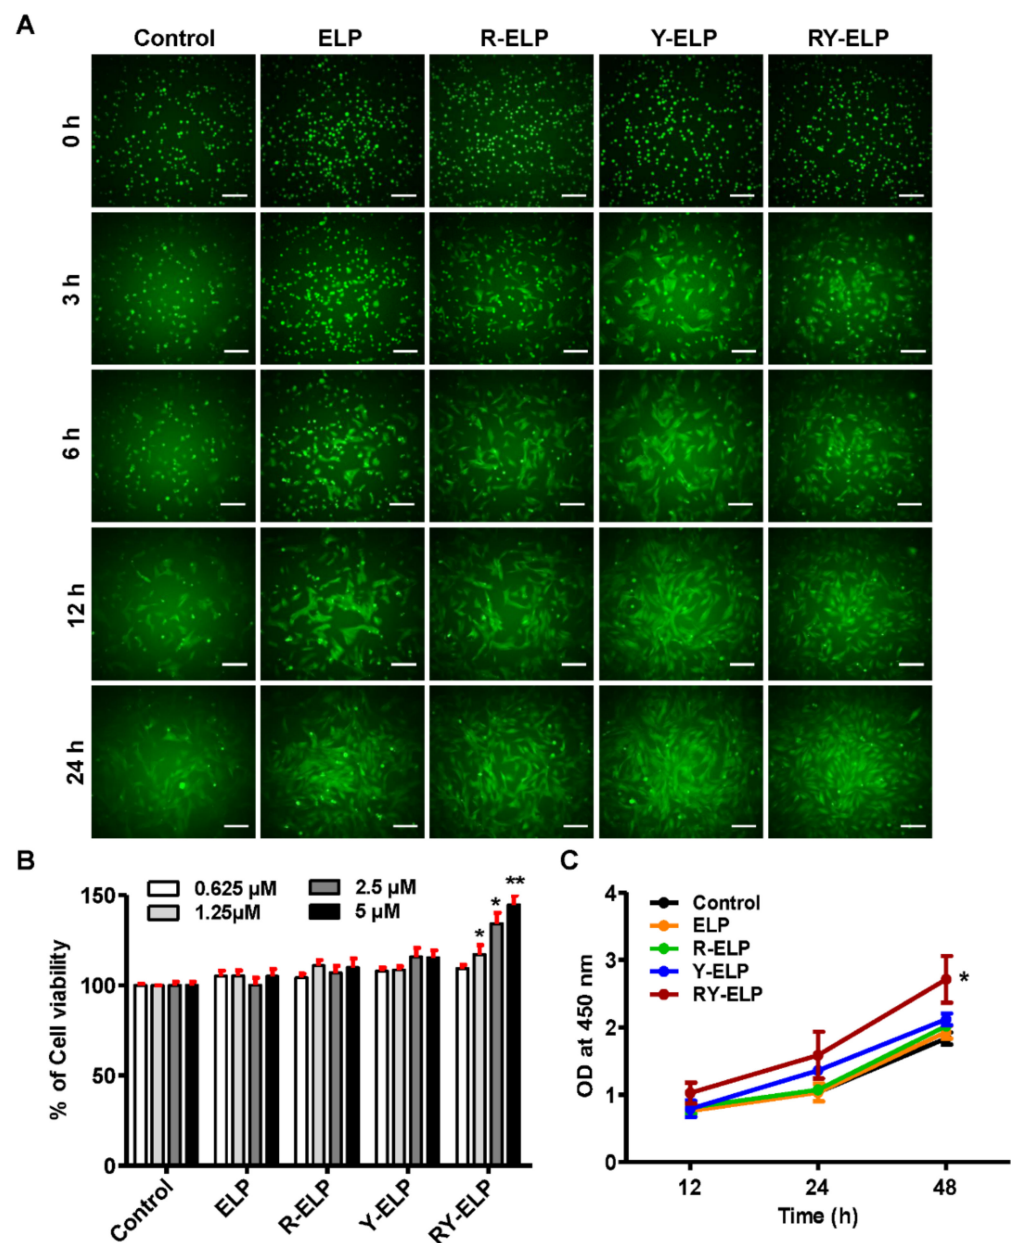 A
Control ELP R-ELP Y-ELP RY-ELP
0 h
3 h
6 h
12 h
24 h
B
0.625 µM
1.25µM
2.5 µM
5 µM
% of Cell viability
150
100
50
0
* * **
Control ELP R-ELP Y-ELP RY-ELP
C
Control
ELP
R-ELP
Y-ELP
RY-ELP
OD at 450 nm
4
3
2
1
0
*
12 24 48
Time (h)